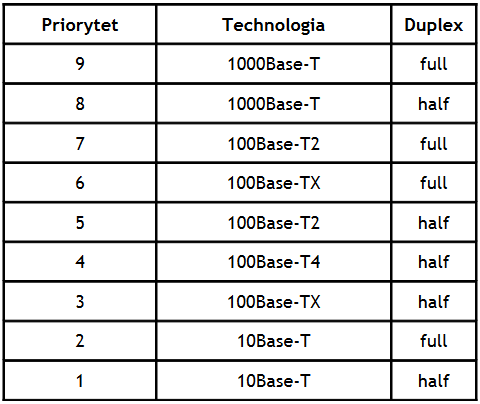 Priorytet Technologia Duplex
9 1000Base-T full
8 1000Base-T half
7 100Base-T2 full
6 100Base-TX full
5 100Base-T2 half
4 100Base-T4 half
3 100Base-TX half
2 10Base-T full
1 10Base-T half